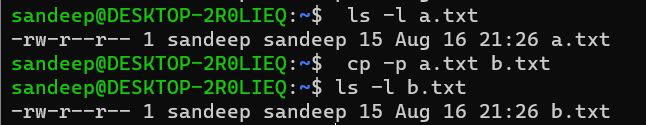 sandeep@DESKTOP-2R0LIEQ:~$  ls -l a.txt
-rw-r--r-- 1 sandeep sandeep 15 Aug 16 21:26 a.txt
sandeep@DESKTOP-2R0LIEQ:~$  cp -p a.txt b.txt
sandeep@DESKTOP-2R0LIEQ:~$ ls -l b.txt
-rw-r--r-- 1 sandeep sandeep 15 Aug 16 21:26 b.txt